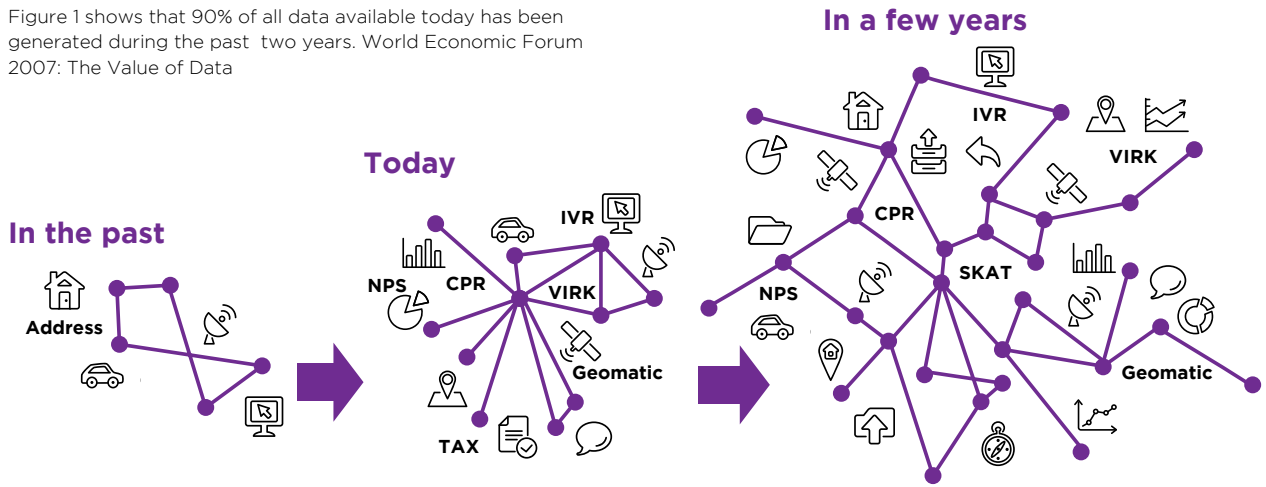 Figure 1 shows that 90% of all data available today has been
generated during the past two years. World Economic Forum
2007: The Value of Data
In the past
Address
Today
IVR
NPS
CPR
VIRK
Geomatic
TAX
In a few years
IVR
VIRK
CPR
SKAT
NPS
Geomatic